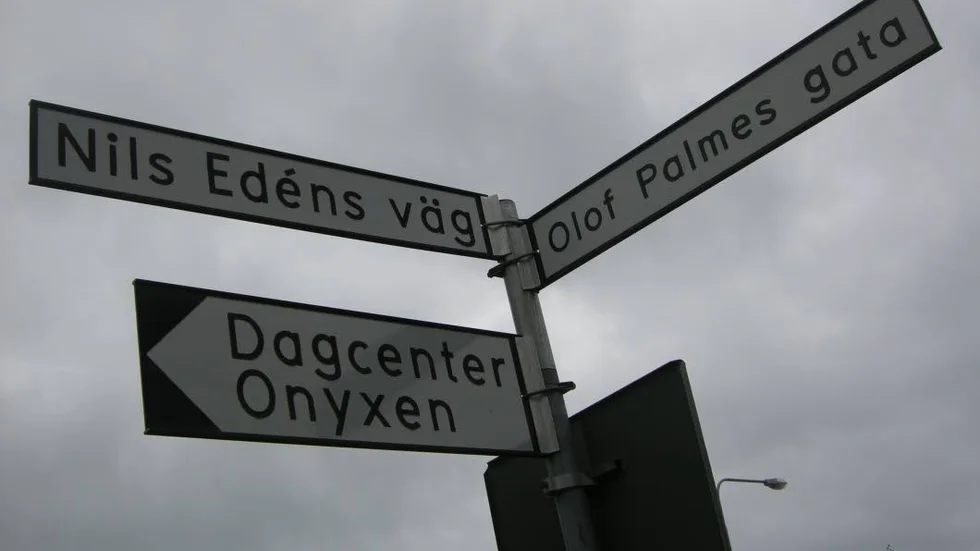 Nils Edéns väg
Olof Palmes gata
Dagcenter
Onyxen